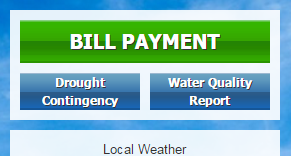 BILL PAYMENT
Drought Water Quality
Contingency Report
Local Weather